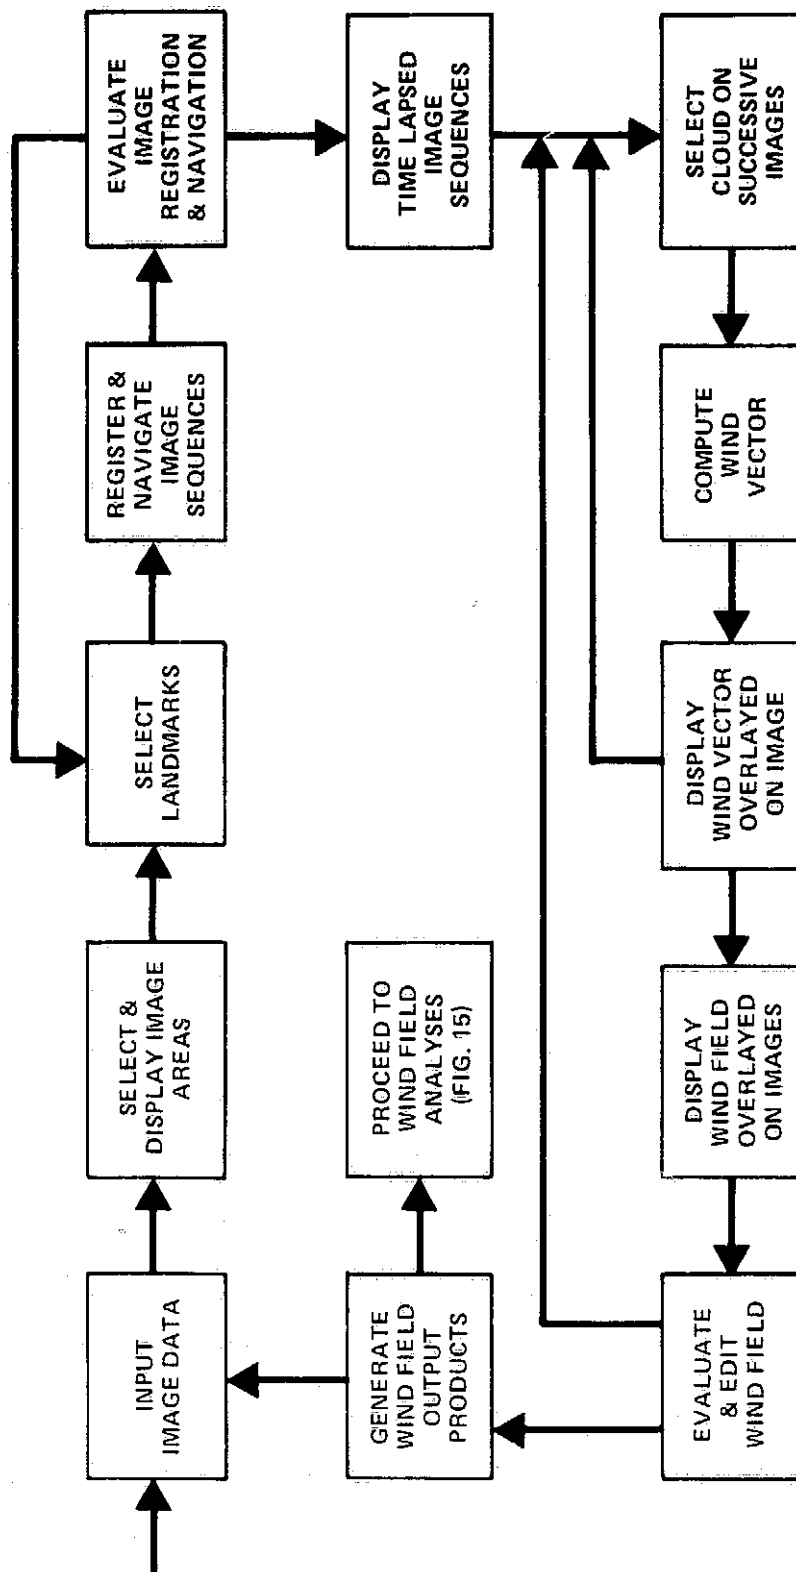 INPUT
IMAGE DATA
SELECT &
DISPLAY IMAGE
AREAS
SELECT
LANDMARKS
REGISTER &
NAVIGATE
IMAGE
SEQUENCES
EVALUATE
IMAGE
REGISTRATION
& NAVIGATION
DISPLAY
TIME LAPSED
IMAGE
SEQUENCES
SELECT
CLOUD ON
SUCCESSIVE
IMAGES
COMPUTE
WIND
VECTOR
DISPLAY
WIND VECTOR
OVERLAYED
ON IMAGE
DISPLAY
WIND FIELD
OVERLAYED
ON IMAGES
EVALUATE
& EDIT
WIND FIELD
GENERATE
WIND FIELD
OUTPUT
PRODUCTS
PROCEED TO
WIND FIELD
ANALYSES
(FIG. 15)